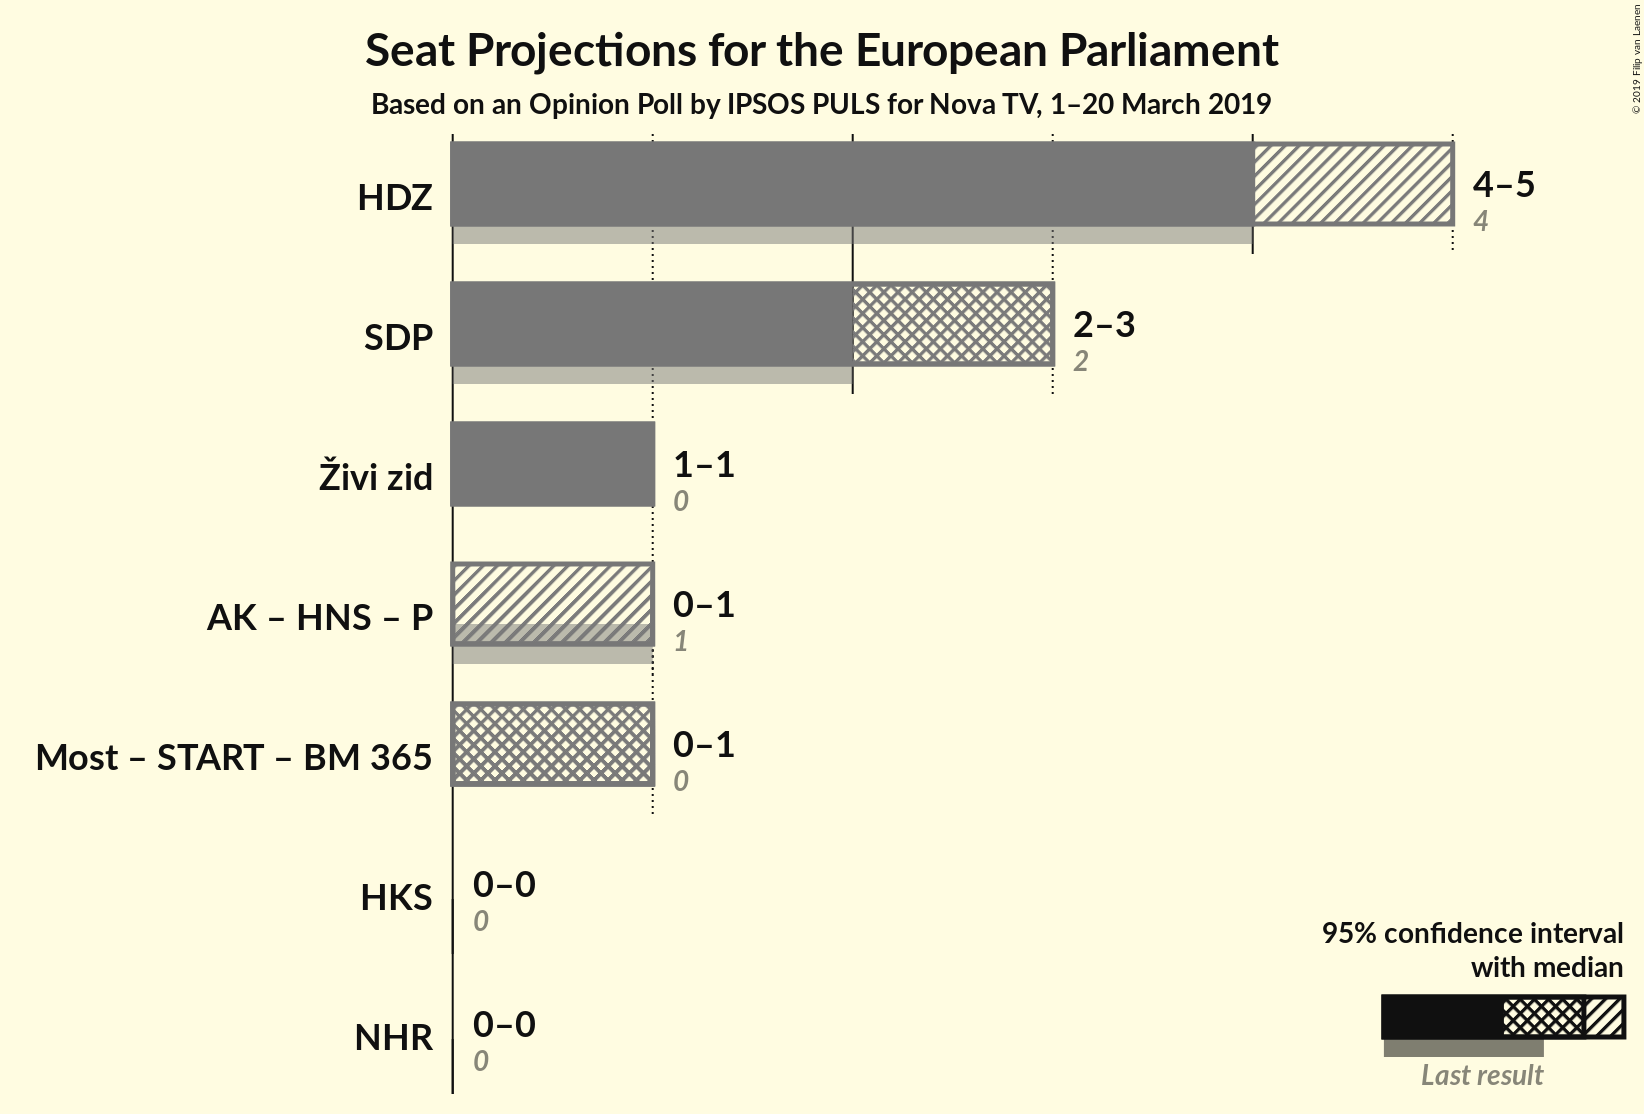 Seat Projections for the European Parliament
Based on an Opinion Poll by IPSOS PULS for Nova TV, 1–20 March 2019
© 2019 Filip van Laenen
HDZ
4–5
4
SDP
2–3
2
Živi zid
1–1
0
AK – HNS – P
0–1
1
Most – START – BM 365
0–1
0
HKS
0–0
0
NHR
0–0
0
95% confidence interval
with median
Last result